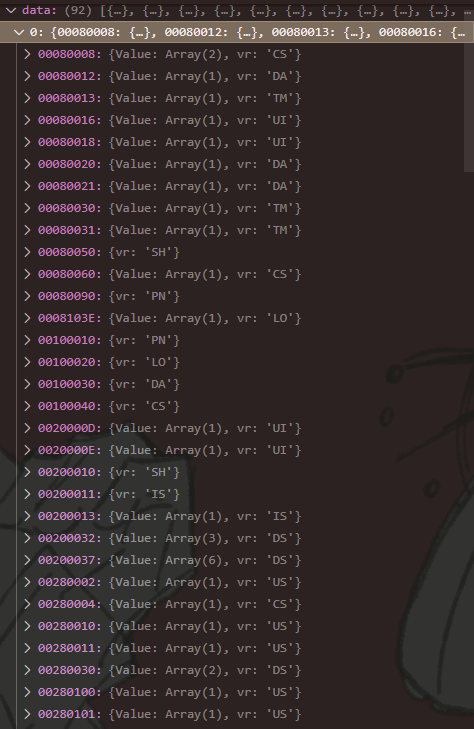 data: (92) [{…}, {…}, {…}, {…}, {…}, {…}, {…}, {…}, …
0: {00080008: {…}, 00080012: {…}, 00080013: {…}, 00080016: {…
00080008: {Value: Array(2), vr: 'CS'}
00080012: {Value: Array(1), vr: 'DA'}
00080013: {Value: Array(1), vr: 'TM'}
00080016: {Value: Array(1), vr: 'UI'}
00080018: {Value: Array(1), vr: 'UI'}
00080020: {Value: Array(1), vr: 'DA'}
00080021: {Value: Array(1), vr: 'DA'}
00080030: {Value: Array(1), vr: 'TM'}
00080031: {Value: Array(1), vr: 'TM'}
00080050: {vr: 'SH'}
00080060: {Value: Array(1), vr: 'CS'}
00080090: {vr: 'PN'}
0008103E: {Value: Array(1), vr: 'LO'}
00100010: {vr: 'PN'}
00100020: {vr: 'LO'}
00100030: {vr: 'DA'}
00100040: {vr: 'CS'}
0020000D: {Value: Array(1), vr: 'UI'}
0020000E: {Value: Array(1), vr: 'UI'}
00200010: {vr: 'SH'}
00200011: {vr: 'IS'}
00200013: {Value: Array(1), vr: 'IS'}
00200032: {Value: Array(3), vr: 'DS'}
00200037: {Value: Array(6), vr: 'DS'}
00280002: {Value: Array(1), vr: 'US'}
00280004: {Value: Array(1), vr: 'CS'}
00280010: {Value: Array(1), vr: 'US'}
00280011: {Value: Array(1), vr: 'US'}
00280030: {Value: Array(2), vr: 'DS'}
00280100: {Value: Array(1), vr: 'US'}
00280101: {Value: Array(1), vr: 'US'}